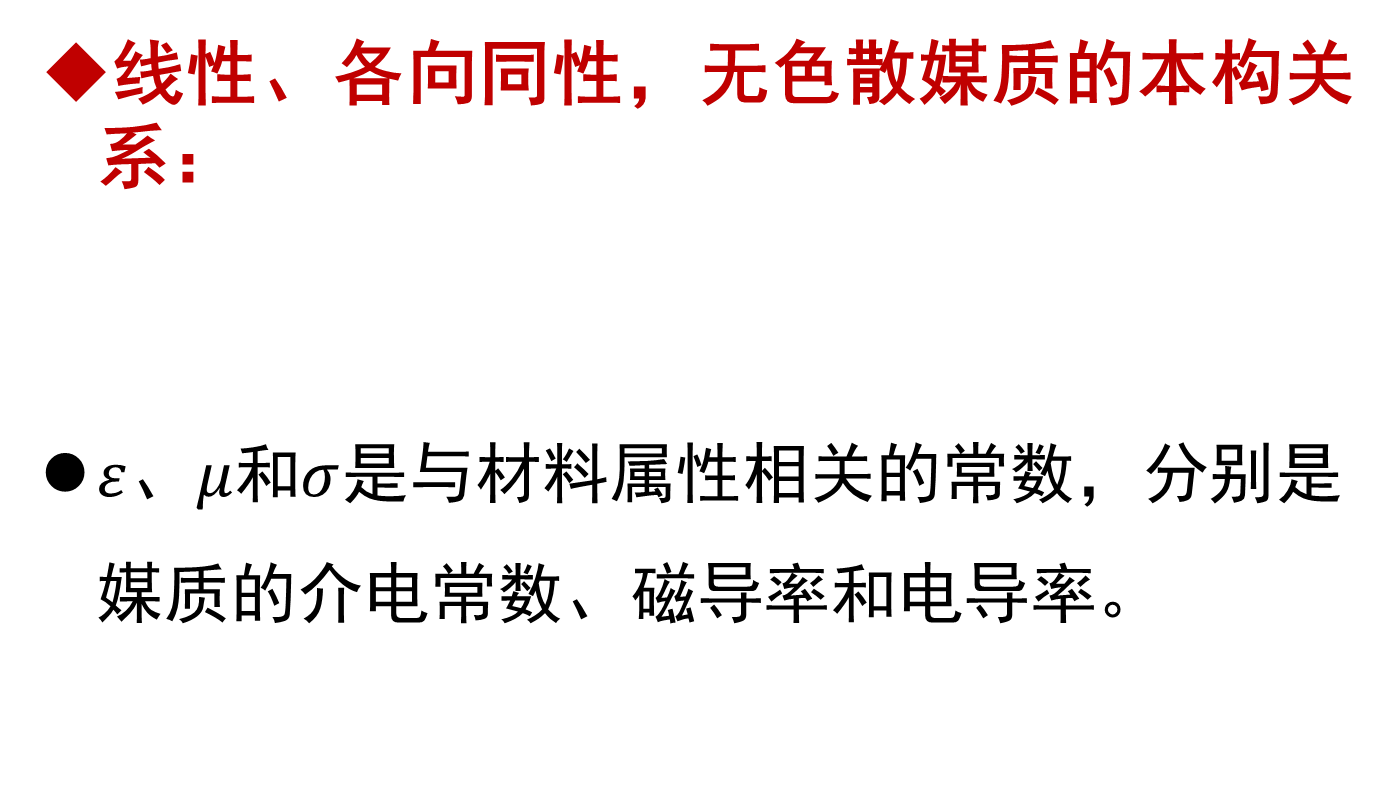 ◆线性、各向同性，无色散媒质的本构关
系：
●ε、μ和σ是与材料属性相关的常数，分别是
媒质的介电常数、磁导率和电导率。